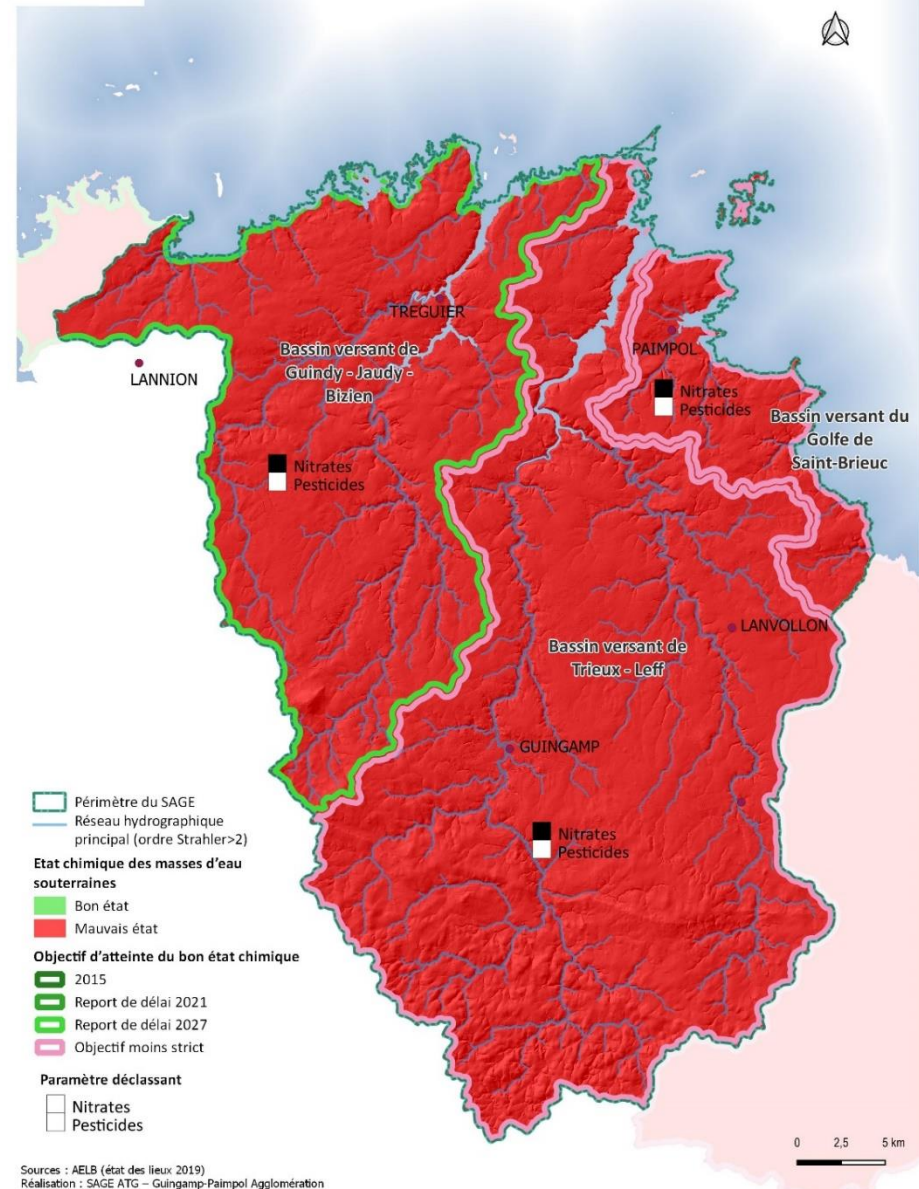 TREGUIER
Bassin versant de
Guindy - Jaudy -
Bizien
LANNION
PAIMPOL
Nitrates
Pesticides
Bassin versant du
Golfe de
Saint-Brieuc
Nitrates
Pesticides
LANVOLLON
Bassin versant de
Trieux - Leff
GUINGAMP
Nitrates
Pesticides
Périmètre du SAGE
Réseau hydrographique
principal (ordre Strahler>2)
Etat chimique des masses d'eau
souterraines
Bon état
Mauvais état
Objectif d'atteinte du bon état chimique
2015
Report de délai 2021
Report de délai 2027
Objectif moins strict
Paramètre déclassant
Nitrates
Pesticides
0 2,5 5 km
Sources : AELB (état des lieux 2019)
Réalisation : SAGE ATG – Guingamp-Paimpol Agglomération